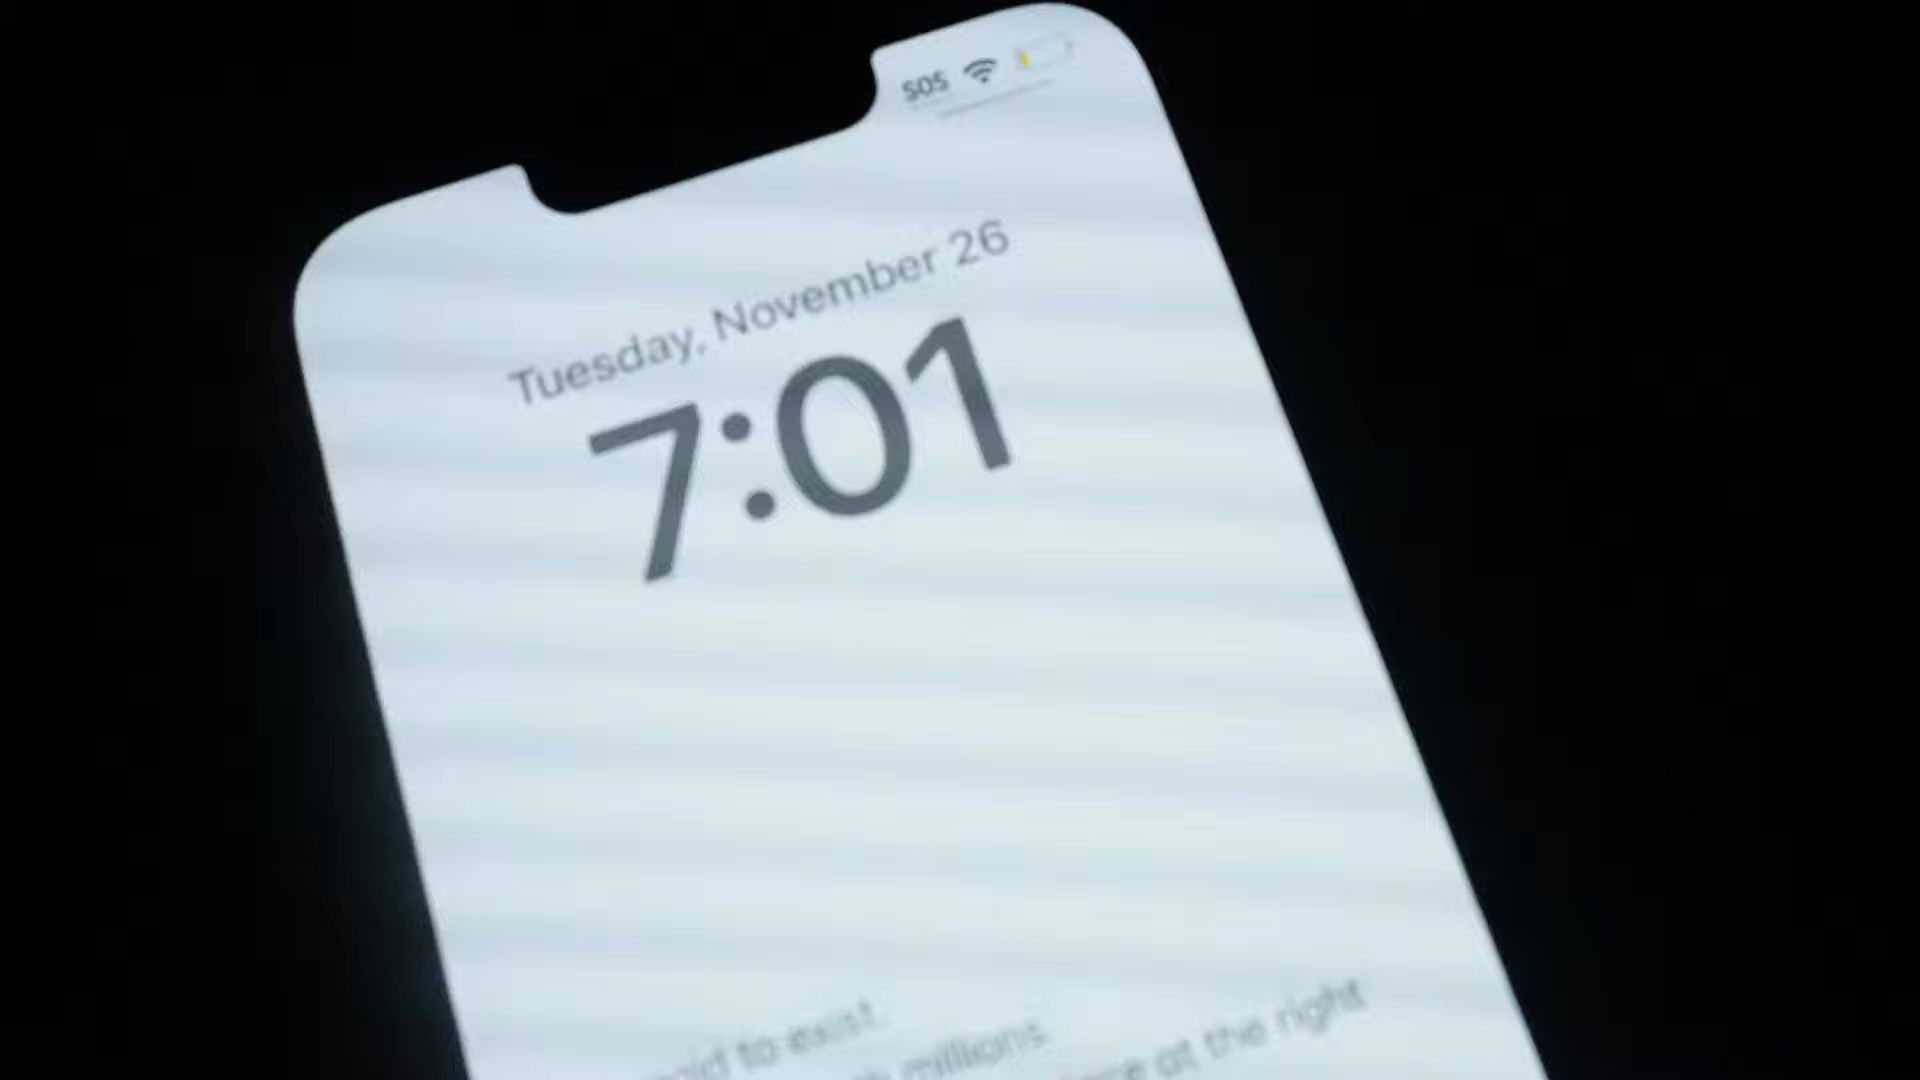 SOS
Tuesday, November 26
7:01
to exist.
millions.
at the right